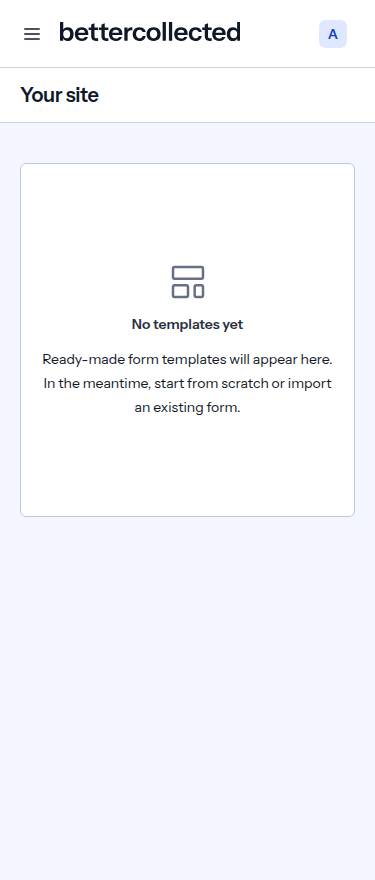 bettercollected
A
Your site
No templates yet
Ready-made form templates will appear here.
In the meantime, start from scratch or import
an existing form.